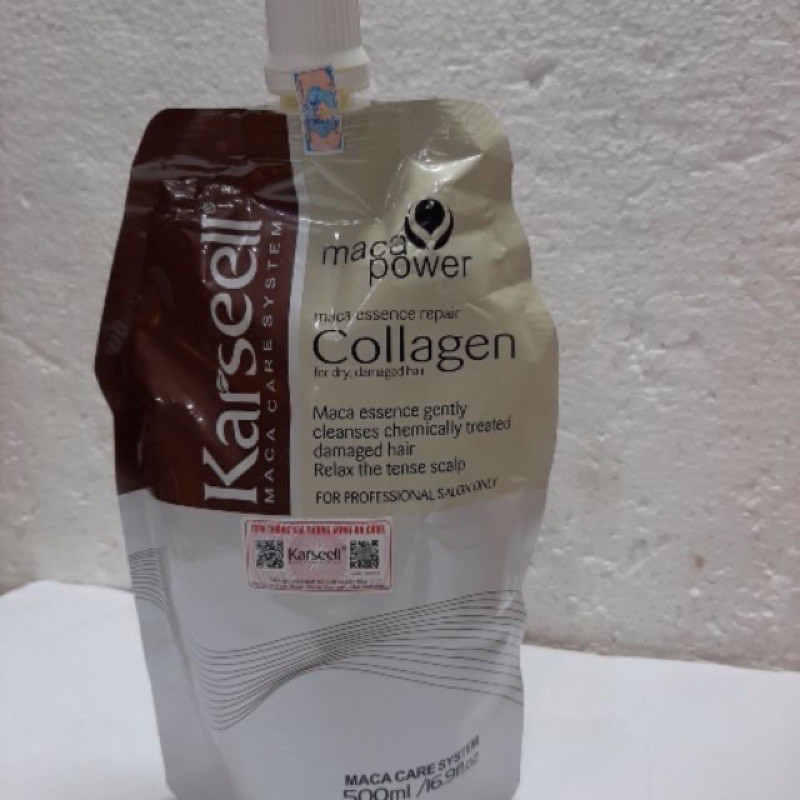 Karseell®
MACA CARE SYSTEM
maca
power
maca essence repair
Collagen
for dry, damaged hair
Maca essence gently
cleanses chemically treated
damaged hair
Relax the tense scalp
FOR PROFESSIONAL SALON ONLY
Karseell
MACA CARE SYSTEM
500ml /16.9fl.oz